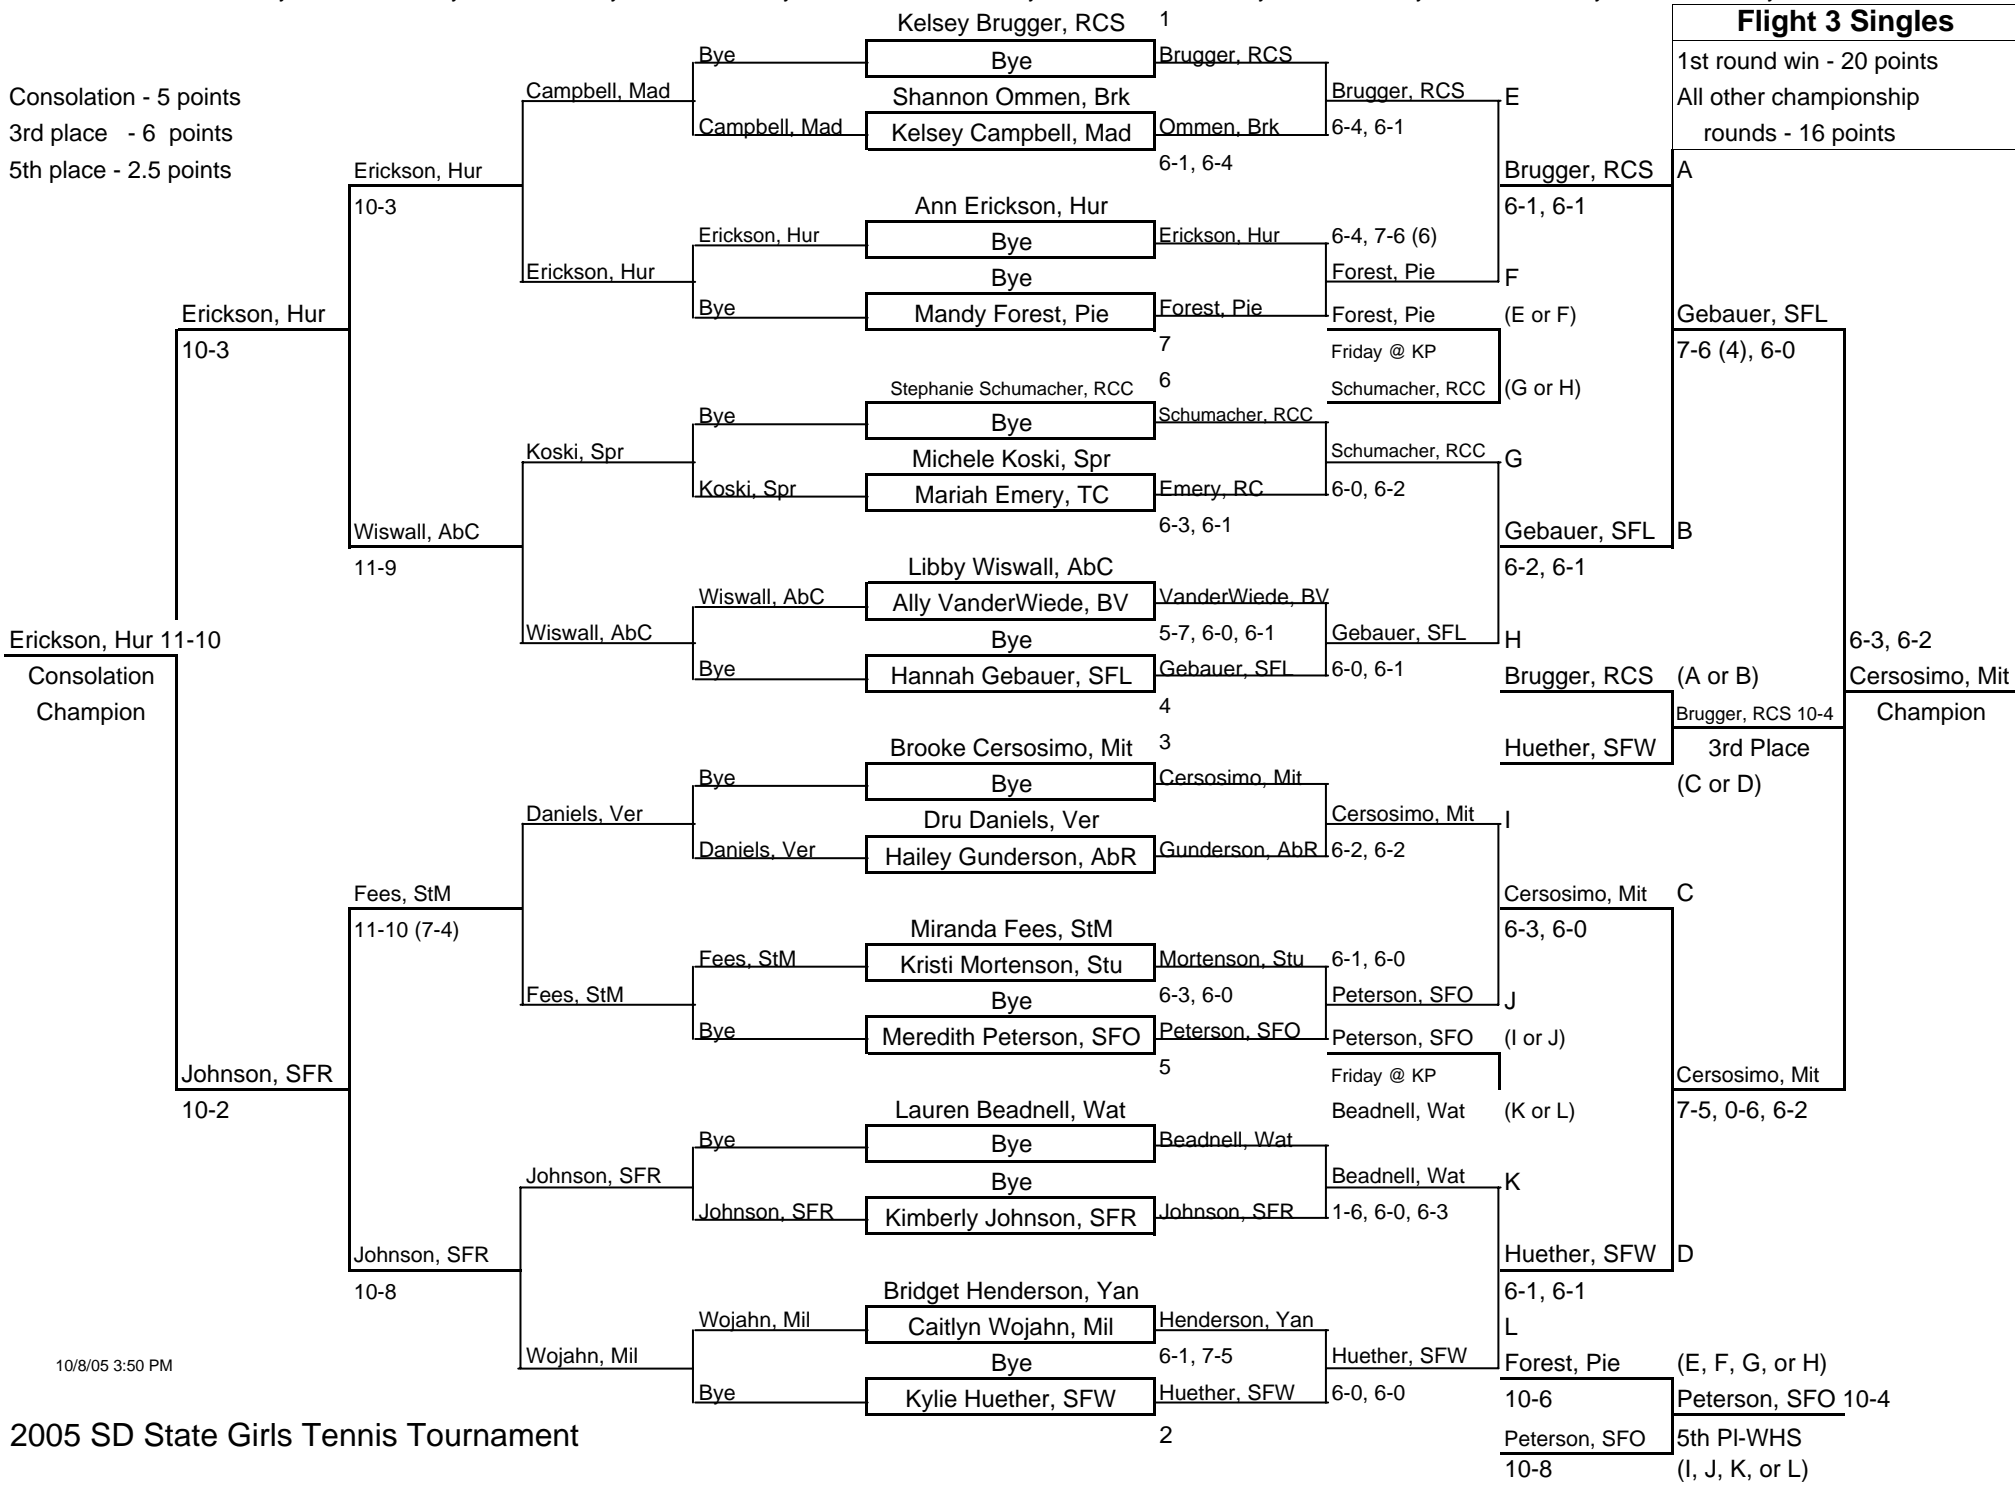 Flight 3 Singles
1st round win - 20 points
All other championship
rounds - 16 points
Consolation - 5 points
3rd place - 6 points
5th place - 2.5 points
Erickson, Hur 11-10
Consolation
Champion
Erickson, Hur
10-3
Johnson, SFR
10-2
Erickson, Hur
10-3
Wiswall, AbC
11-9
Fees, StM
11-10 (7-4)
Johnson, SFR
10-8
Campbell, Mad
Erickson, Hur
Koski, Spr
Wiswall, AbC
Daniels, Ver
Fees, StM
Johnson, SFR
Wojahn, Mil
Bye
Campbell, Mad
Erickson, Hur
Bye
Bye
Koski, Spr
Wiswall, AbC
Bye
Bye
Daniels, Ver
Fees, StM
Bye
Bye
Johnson, SFR
Wojahn, Mil
Bye
Kelsey Brugger, RCS
Bye
Shannon Ommen, Brk
Kelsey Campbell, Mad
Ann Erickson, Hur
Bye
Bye
Mandy Forest, Pie
Stephanie Schumacher, RCC
Bye
Michele Koski, Spr
Mariah Emery, TC
Libby Wiswall, AbC
Ally VanderWiede, BV
Bye
Hannah Gebauer, SFL
Brooke Cersosimo, Mit
Bye
Dru Daniels, Ver
Hailey Gunderson, AbR
Miranda Fees, StM
Kristi Mortenson, Stu
Bye
Meredith Peterson, SFO
Lauren Beadnell, Wat
Bye
Bye
Kimberly Johnson, SFR
Bridget Henderson, Yan
Caitlyn Wojahn, Mil
Bye
Kylie Huether, SFW
1
Brugger, RCS
Ommen, Brk
6-1, 6-4
Erickson, Hur
Forest, Pie
7
6
Schumacher, RCC
Emery, RC
6-3, 6-1
VanderWiede, BV
5-7, 6-0, 6-1
Gebauer, SFL
4
3
Cersosimo, Mit
Gunderson, AbR
Mortenson, Stu
6-3, 6-0
Peterson, SFO
5
Beadnell, Wat
Johnson, SFR
Henderson, Yan
6-1, 7-5
Huether, SFW
2
Brugger, RCS
6-4, 6-1
6-4, 7-6 (6)
Forest, Pie
Forest, Pie
Friday @ KP
Schumacher, RCC
Schumacher, RCC
6-0, 6-2
Gebauer, SFL
6-0, 6-1
Cersosimo, Mit
6-2, 6-2
6-1, 6-0
Peterson, SFO
Peterson, SFO
Friday @ KP
Beadnell, Wat
Beadnell, Wat
1-6, 6-0, 6-3
Huether, SFW
6-0, 6-0
E
Brugger, RCS
6-1, 6-1
F
(E or F)
(G or H)
G
Gebauer, SFL
6-2, 6-1
H
Brugger, RCS
Huether, SFW
I
Cersosimo, Mit
6-3, 6-0
J
(I or J)
(K or L)
K
Huether, SFW
6-1, 6-1
L
Forest, Pie
10-6
Peterson, SFO
10-8
A
Gebauer, SFL
7-6 (4), 6-0
B
(A or B)
Brugger, RCS 10-4
3rd Place
(C or D)
C
Cersosimo, Mit
7-5, 0-6, 6-2
D
(E, F, G, or H)
Peterson, SFO 10-4
5th Pl-WHS
(I, J, K, or L)
6-3, 6-2
Cersosimo, Mit
Champion
10/8/05 3:50 PM
2005 SD State Girls Tennis Tournament